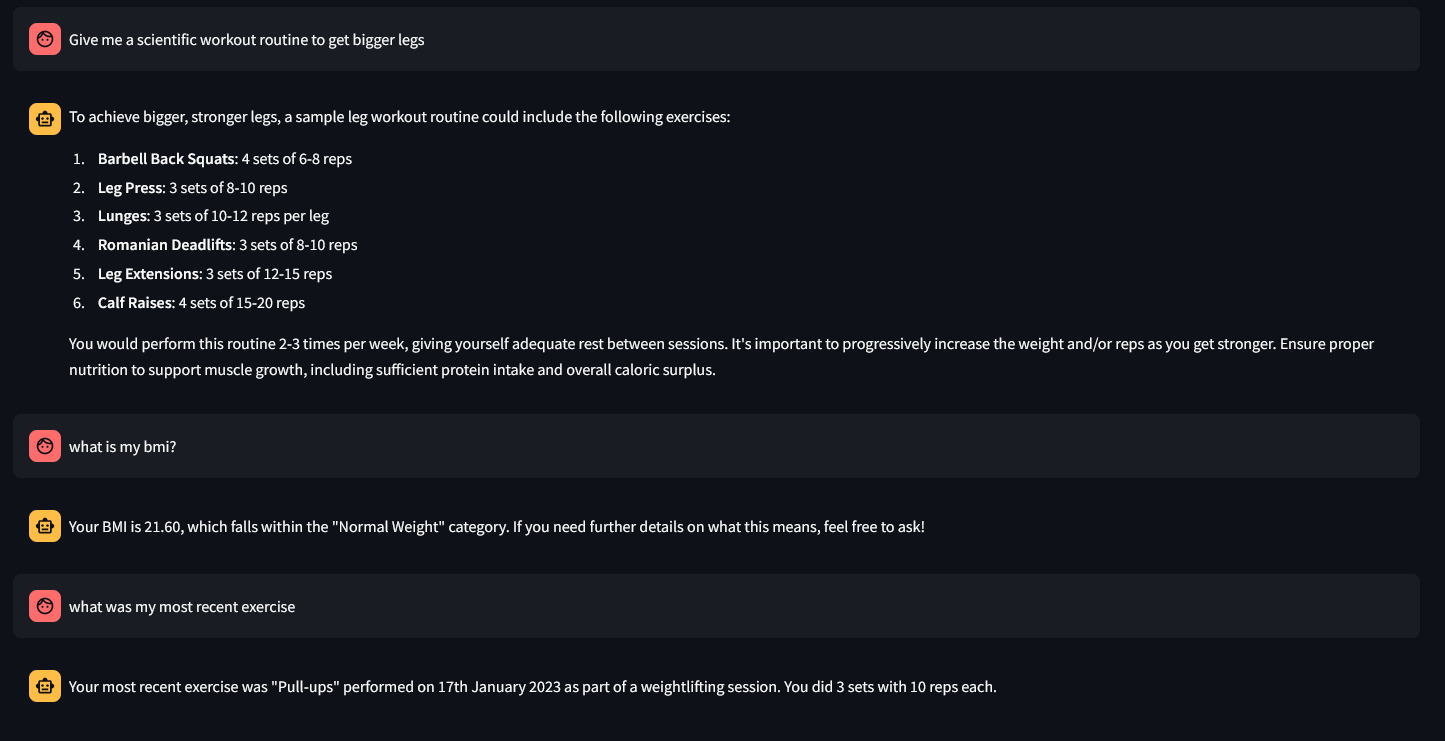 Give me a scientific workout routine to get bigger legs
To achieve bigger, stronger legs, a sample leg workout routine could include the following exercises:
1. Barbell Back Squats: 4 sets of 6-8 reps
2. Leg Press: 3 sets of 8-10 reps
3. Lunges: 3 sets of 10-12 reps per leg
4. Romanian Deadlifts: 3 sets of 8-10 reps
5. Leg Extensions: 3 sets of 12-15 reps
6. Calf Raises: 4 sets of 15-20 reps
You would perform this routine 2-3 times per week, giving yourself adequate rest between sessions. It's important to progressively increase the weight and/or reps as you get stronger. Ensure proper
nutrition to support muscle growth, including sufficient protein intake and overall caloric surplus.
what is my bmi?
Your BMI is 21.60, which falls within the "Normal Weight" category. If you need further details on what this means, feel free to ask!
what was my most recent exercise
Your most recent exercise was "Pull-ups" performed on 17th January 2023 as part of a weightlifting session. You did 3 sets with 10 reps each.